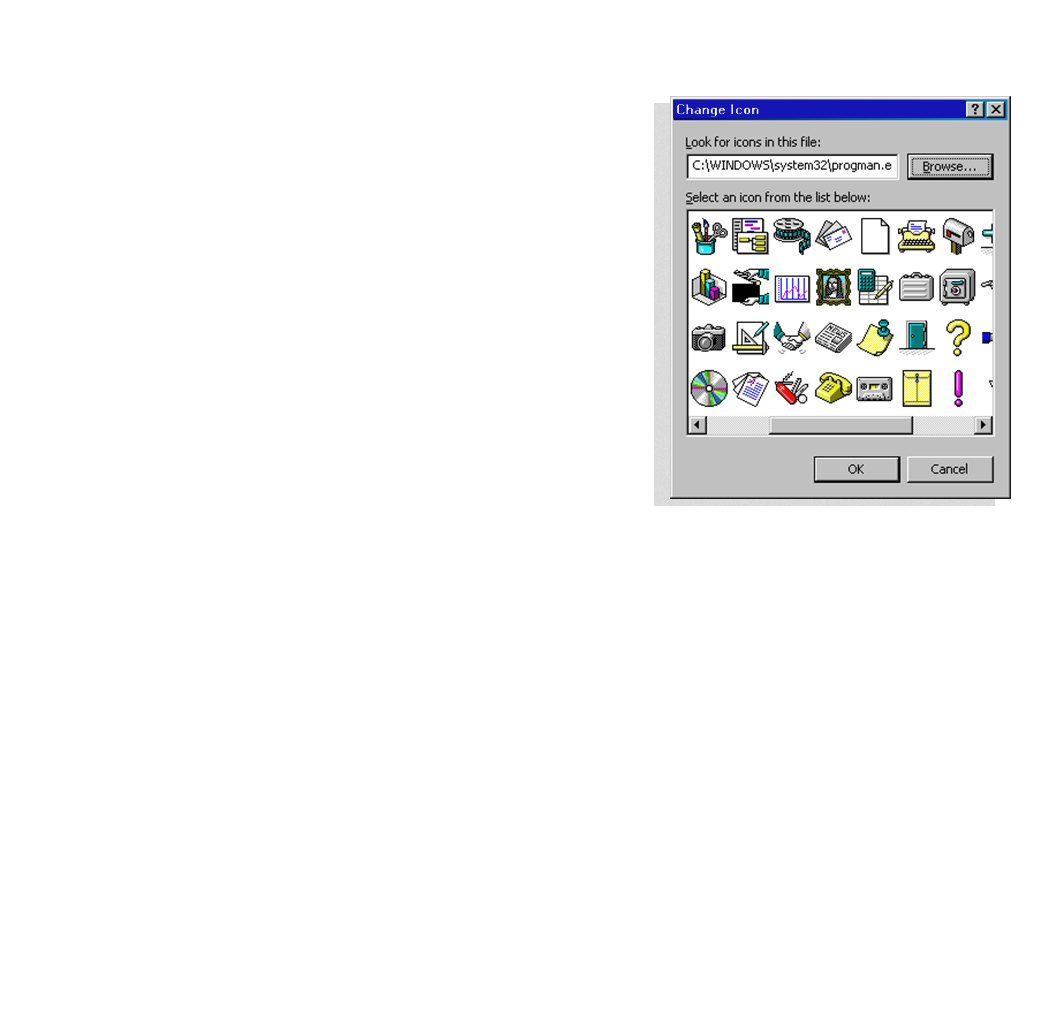 Change Icon
Look for icons in this file:
C:\WINDOWS\system32\progman.e
Browse...
Select an icon from the list below:
NEWS
OK
Cancel